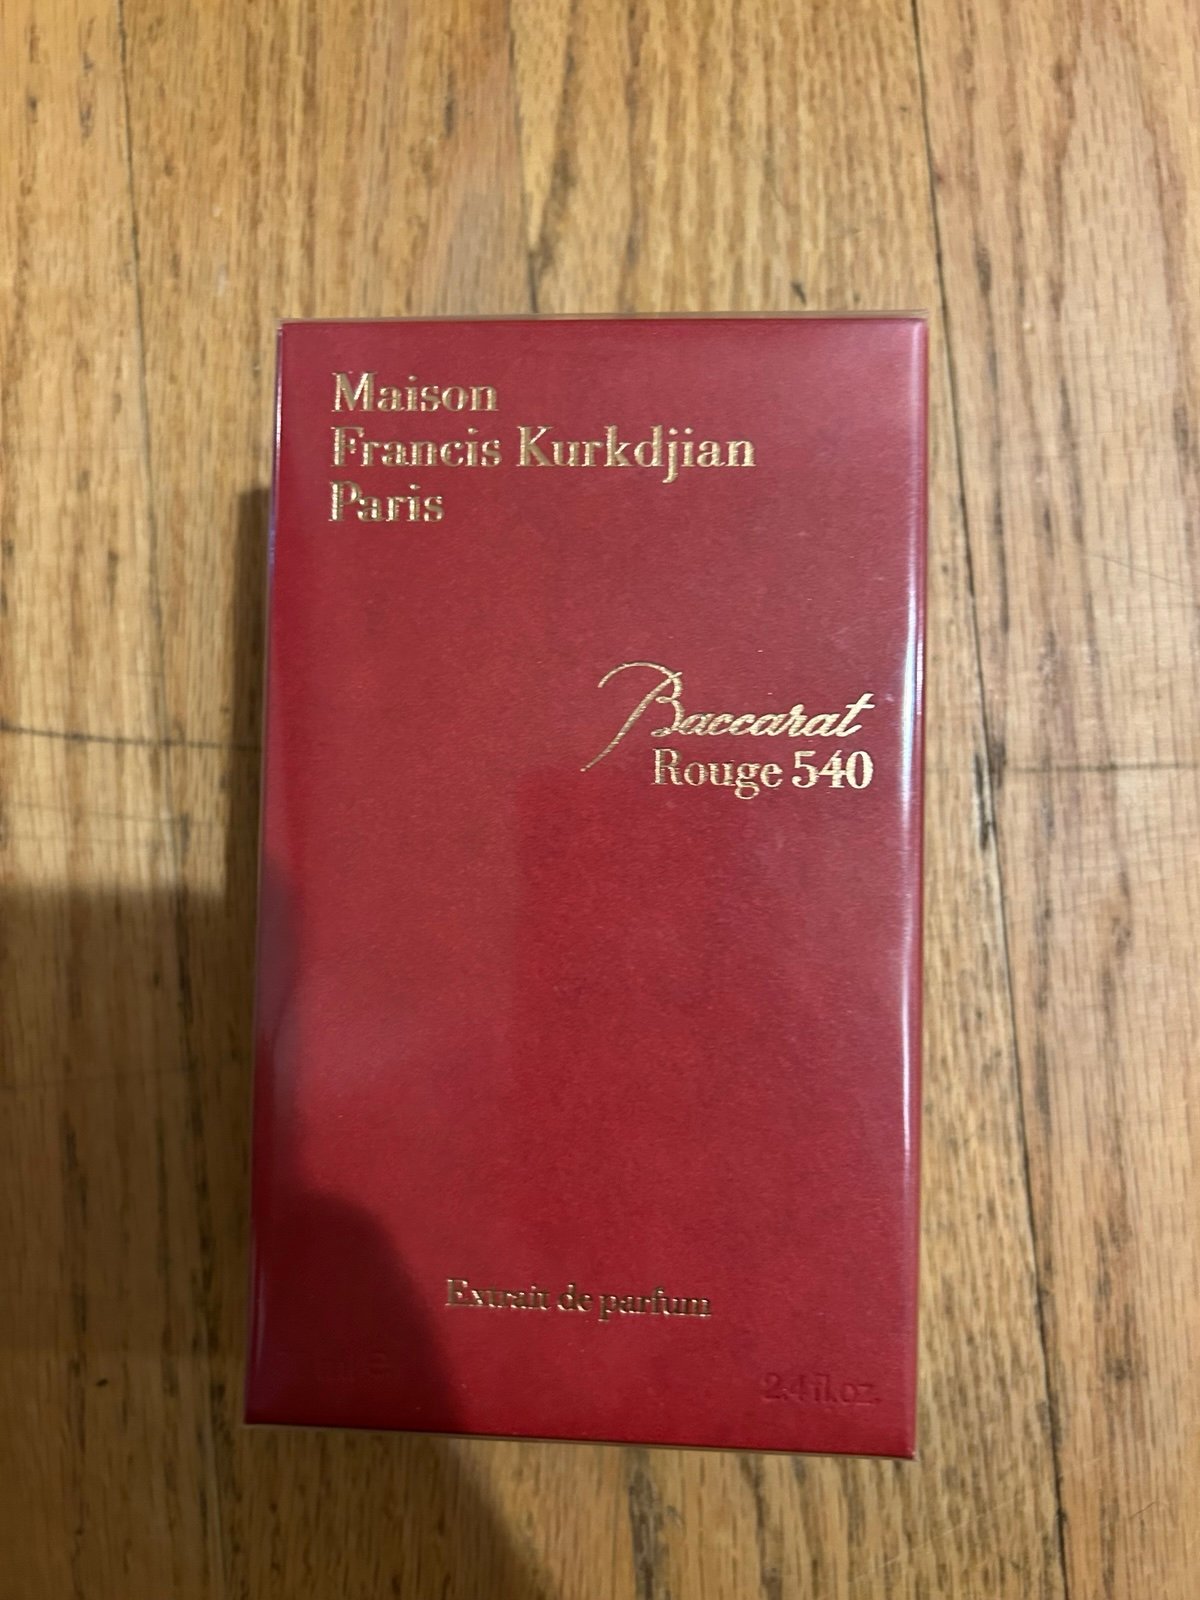 Maison
Francis Kurkdjian
Paris
Baccarat
Rouge 540
Extrait de parfum
2.4 fl.oz.